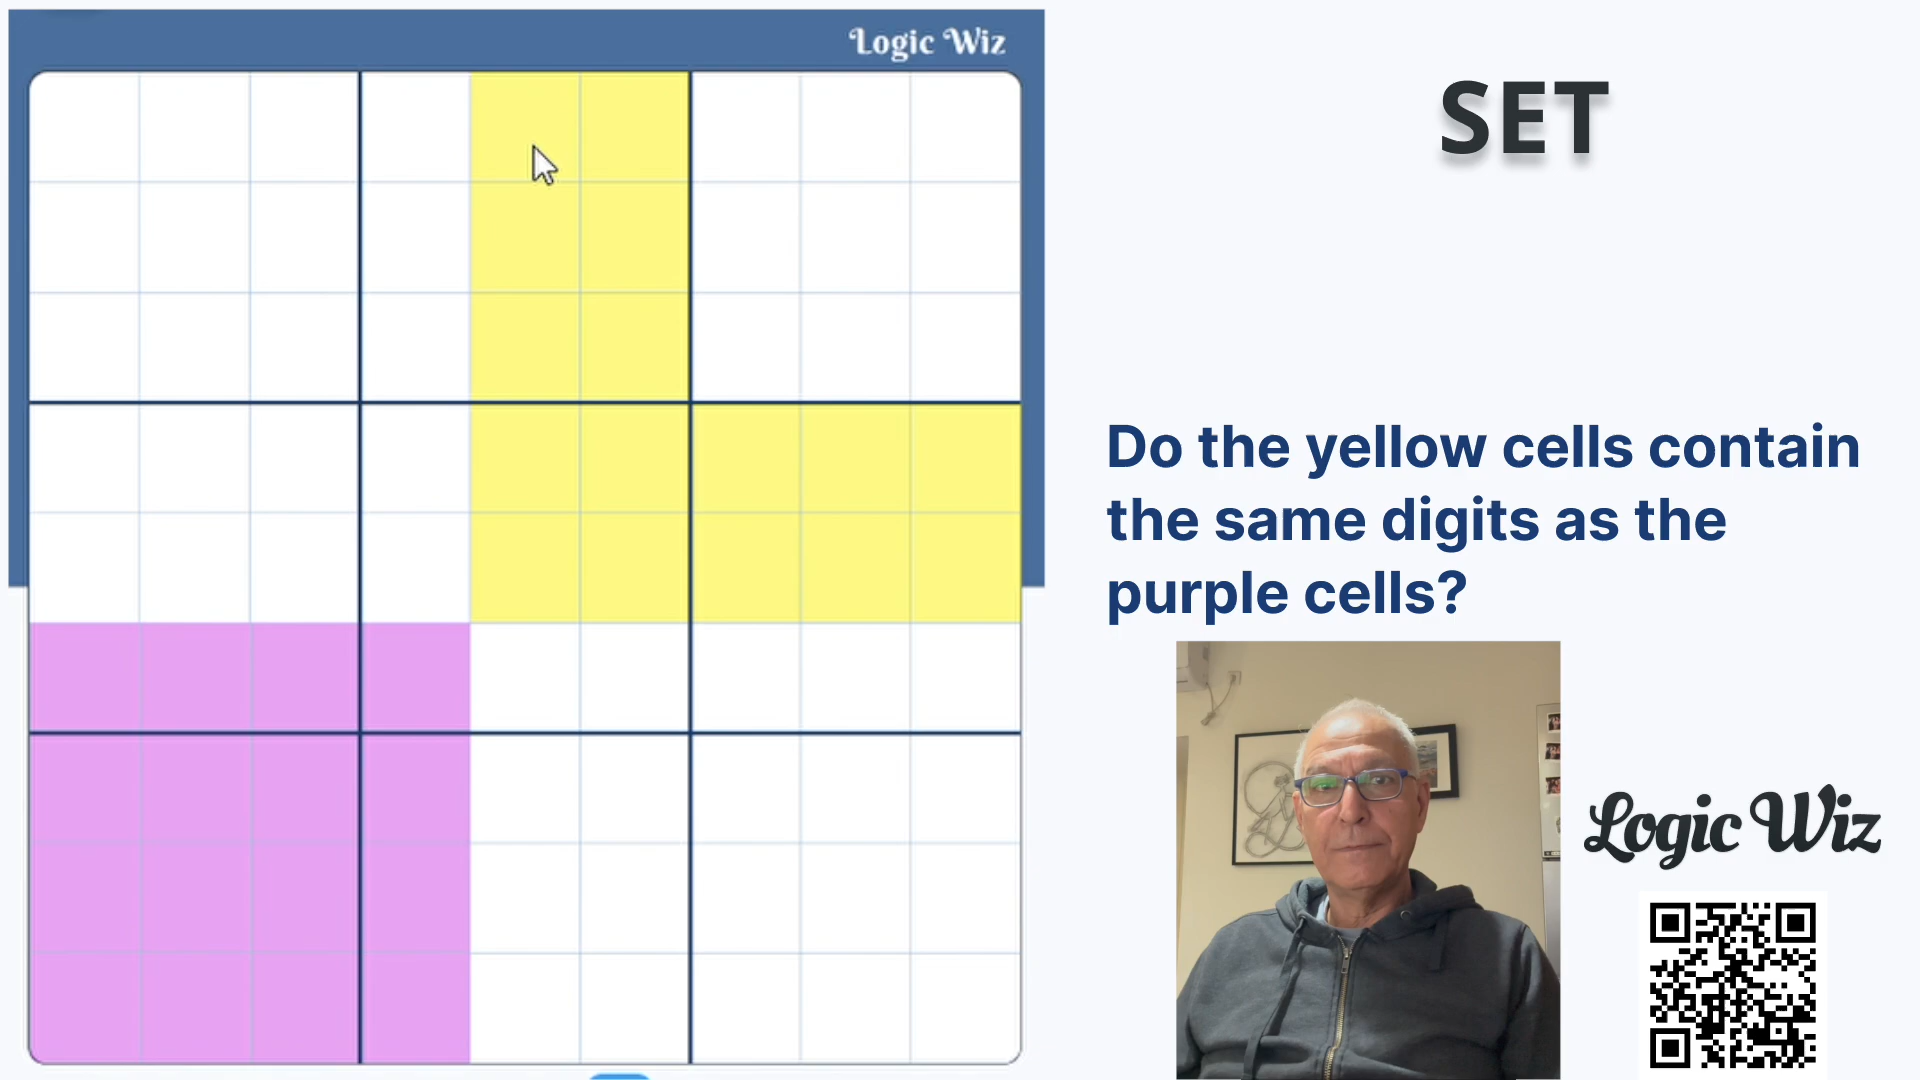 Logic Wiz
SET
Do the yellow cells contain
the same digits as the
purple cells?
Logic Wiz